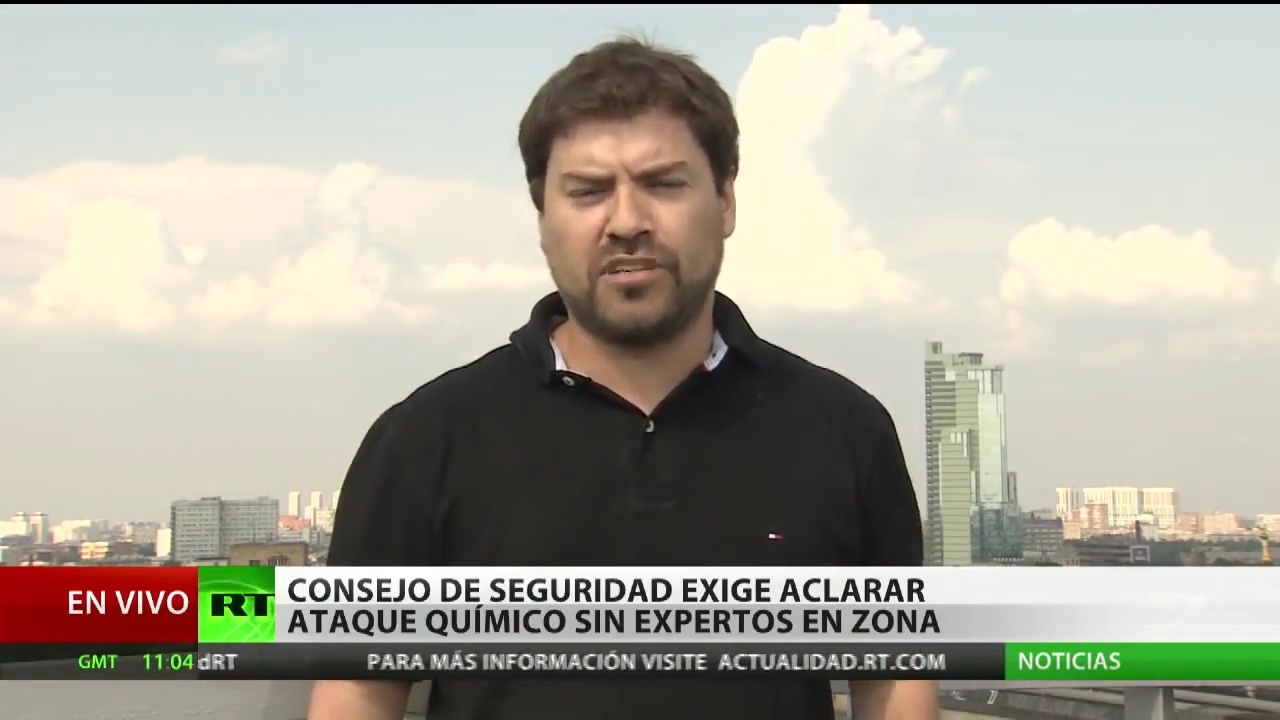 EN VIVO
RT
CONSEJO DE SEGURIDAD EXIGE ACLARAR
ATAQUE QUÍMICO SIN EXPERTOS EN ZONA
GMT 11:04
dRT PARA MÁS INFORMACIÓN VISITE ACTUALIDAD.RT.COM
NOTICIAS